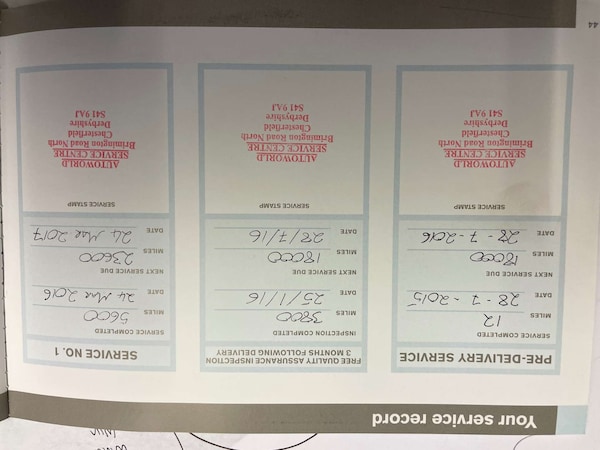 44
Your service record
PRE-DELIVERY SERVICE
SERVICE COMPLETED
MILES 12
DATE 28 - 7 - 2015
NEXT SERVICE DUE
MILES 18000
DATE 28 - 7 - 2016
SERVICE STAMP
AUTOWORLD
SERVICE CENTRE
Brimington Road North
Chesterfield
Derbyshire
S41 9AJ
FREE QUALITY ASSURANCE INSPECTION
3 MONTHS FOLLOWING DELIVERY
INSPECTION COMPLETED
MILES 3800
DATE 25/1/16
NEXT SERVICE DUE
MILES 18000
DATE 28/7/16
SERVICE STAMP
AUTOWORLD
SERVICE CENTRE
Brimington Road North
Chesterfield
Derbyshire
S41 9AJ
SERVICE NO. 1
SERVICE COMPLETED
MILES 5600
DATE 24 Mar 2016
NEXT SERVICE DUE
MILES 23600
DATE 24 Mar 2017
SERVICE STAMP
AUTOWORLD
SERVICE CENTRE
Brimington Road North
Chesterfield
Derbyshire
S41 9AJ